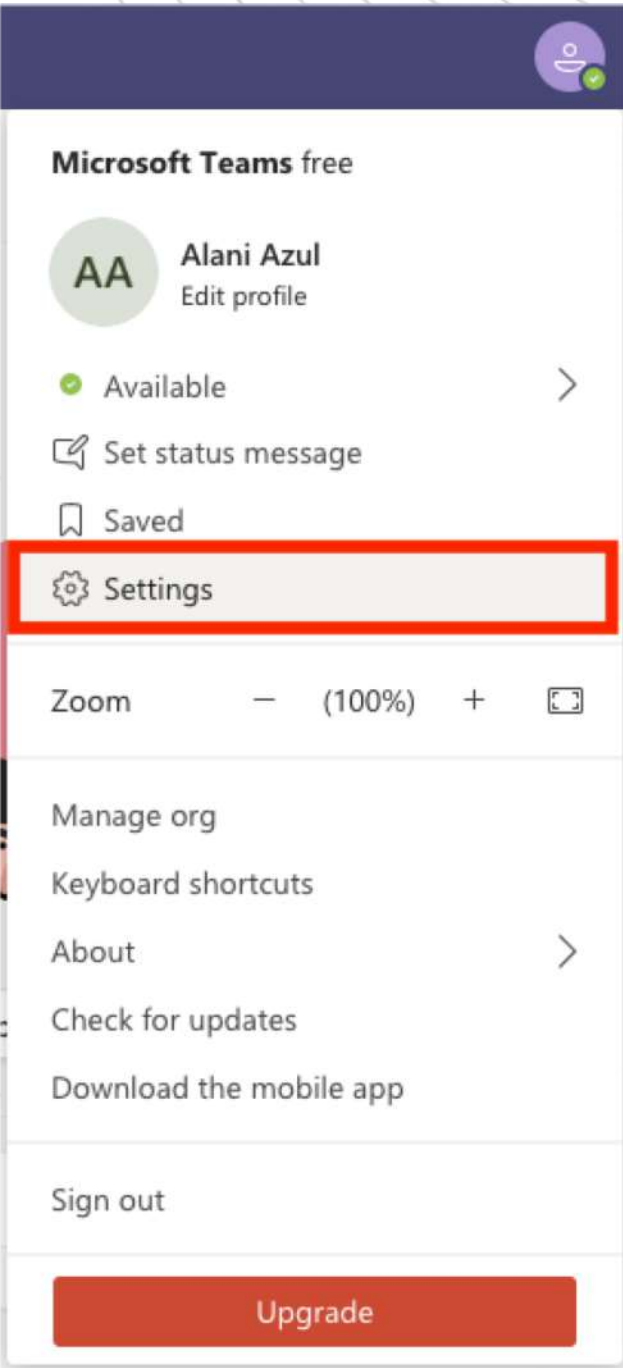 Microsoft Teams free
AA
Alani Azul
Edit profile
Available
Set status message
Saved
Settings
Zoom − (100%) +
Manage org
Keyboard shortcuts
About
Check for updates
Download the mobile app
Sign out
Upgrade